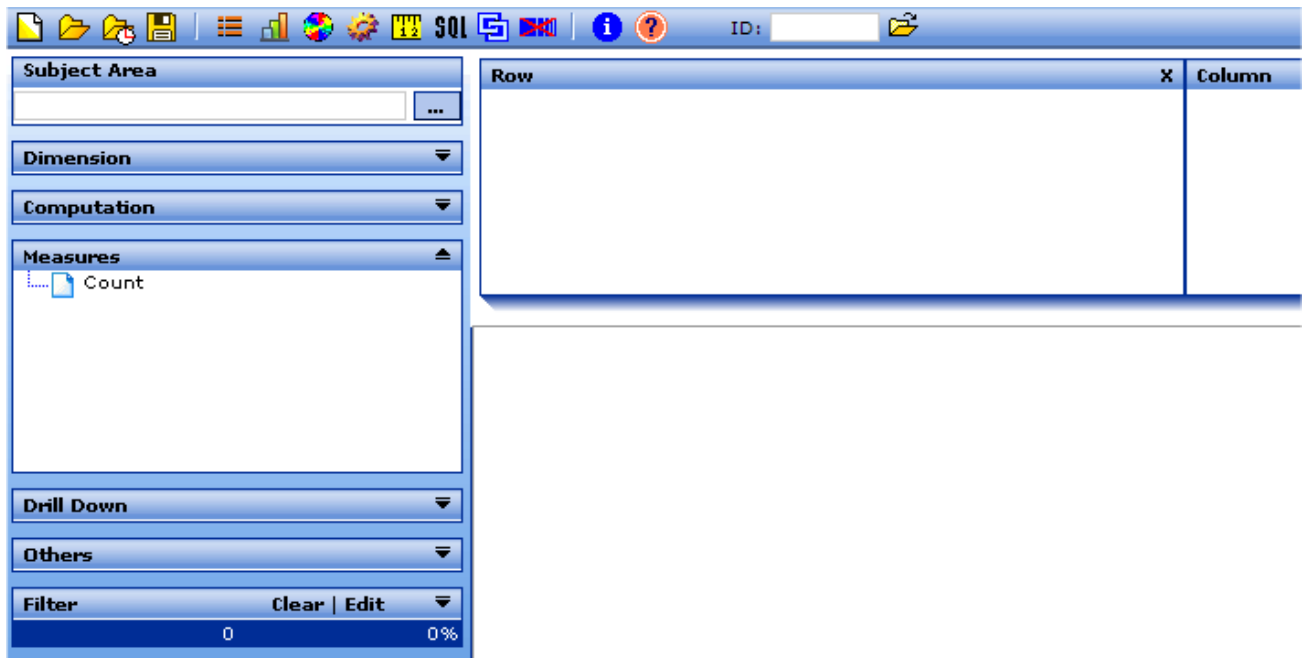 SQL ID:
Subject Area
...
Dimension
Computation
Measures
Count
Drill Down
Others
Filter Clear | Edit
0 0%
Row X Column